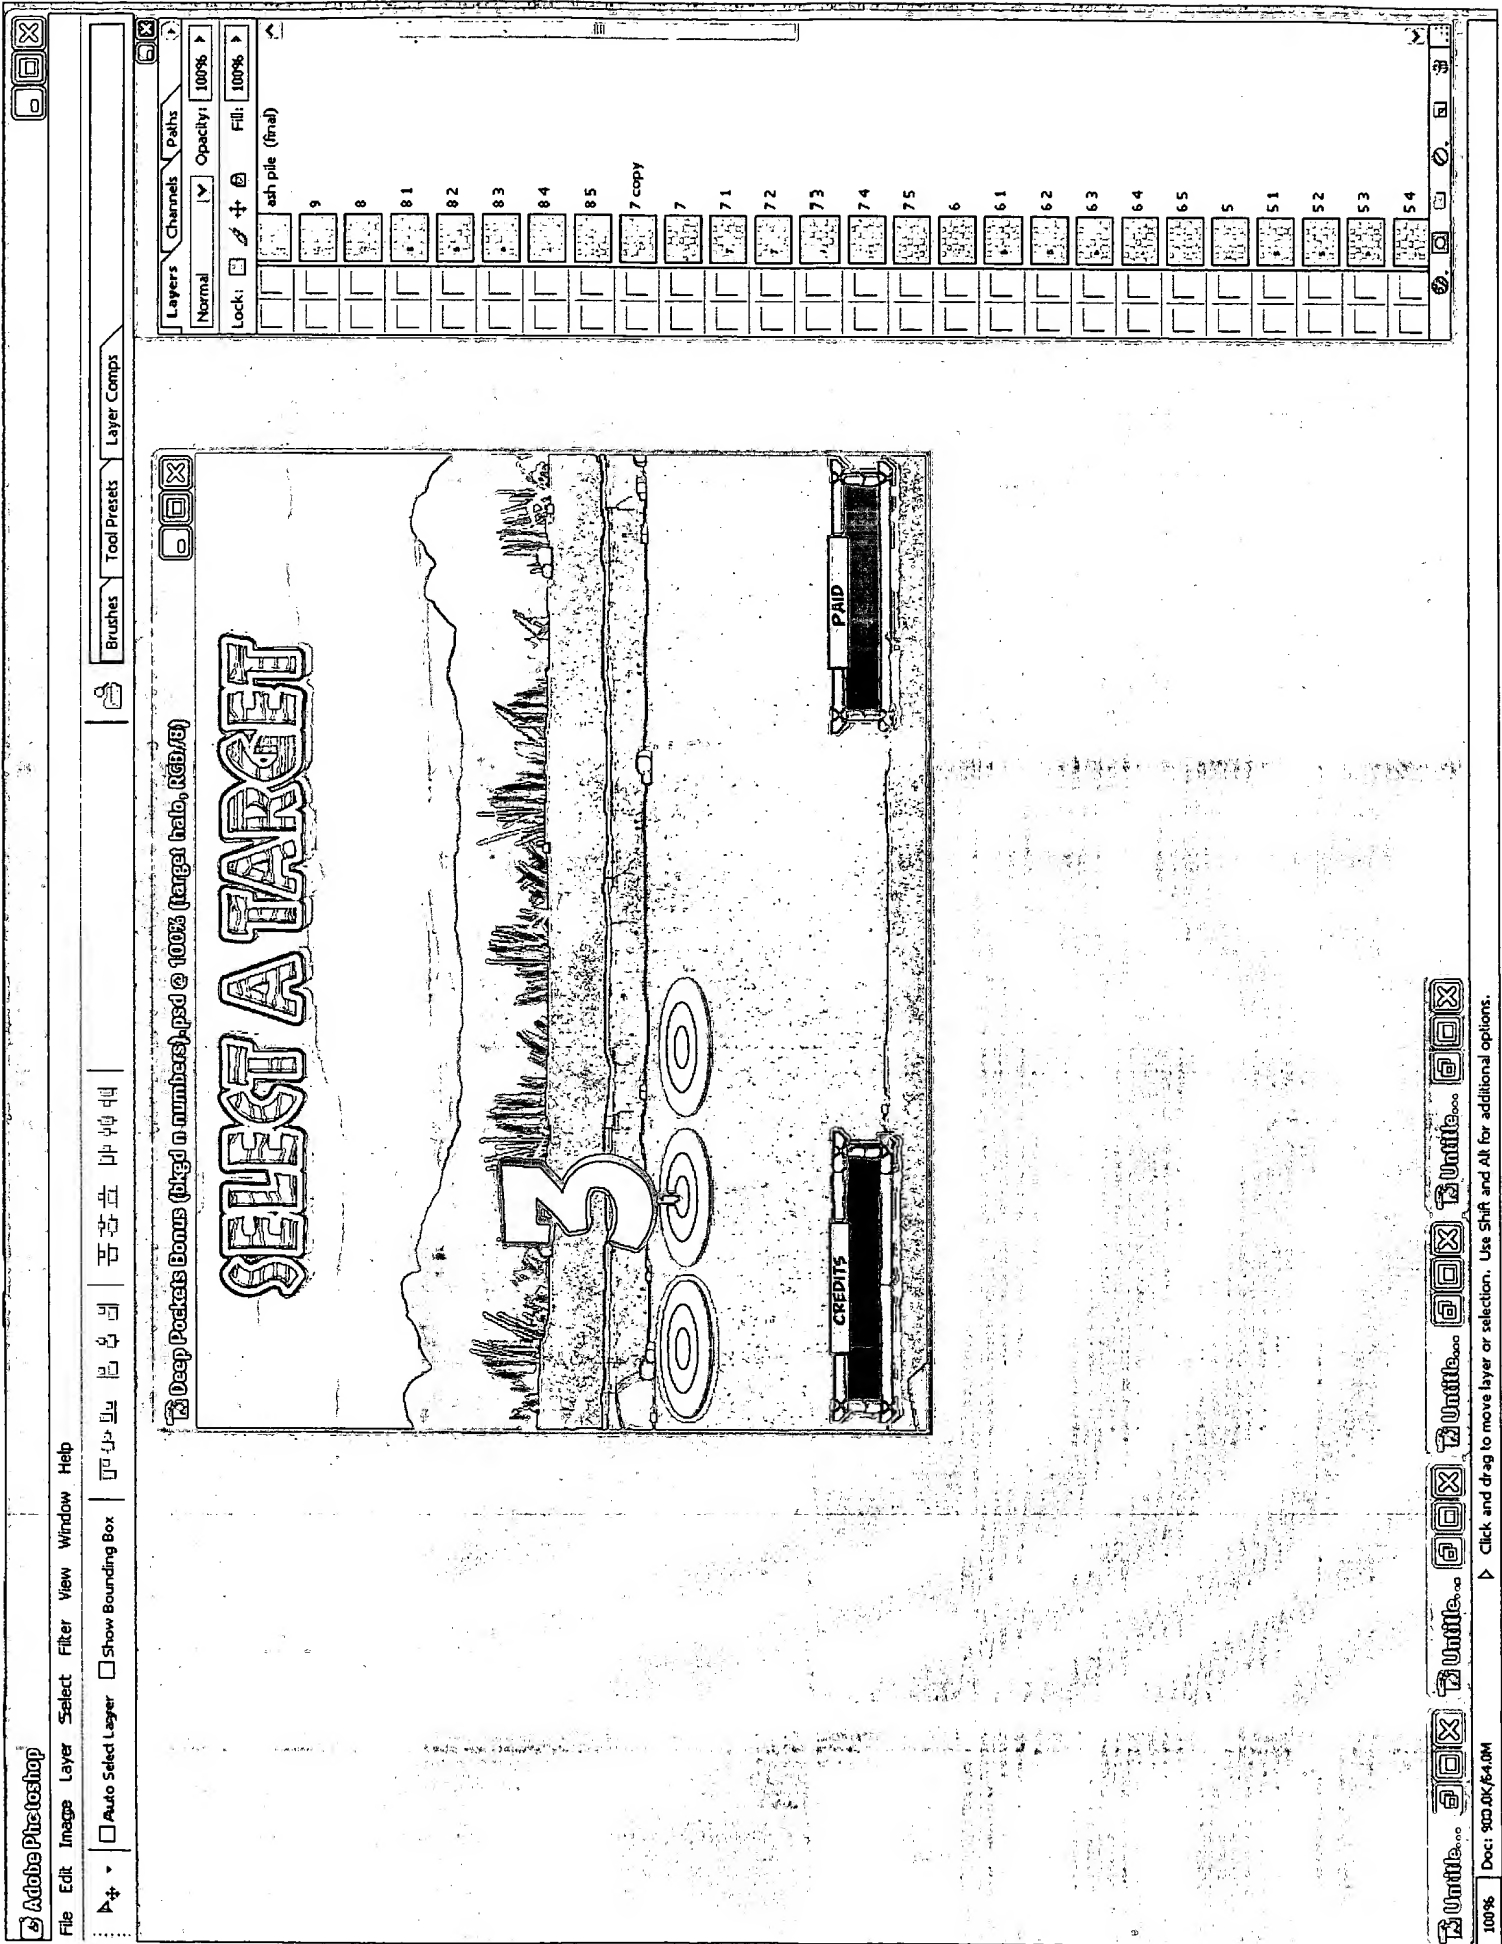 Adobe Photoshop
File Edit Image Layer Select Filter View Window Help
Auto Select Layer Show Bounding Box
Brushes Tool Presets Layer Comps
Deep Pockets Bonus (bkgd n numbers).psd @ 100% (target halo, RGB/8)
SELECT A TARGET
3
CREDITS
PAID
Layers Channels Paths
Normal Opacity: 100%
Lock: Fill: 100%
ash pile (final)
9
8
8 1
8 2
8 3
8 4
8 5
7 copy
7
7 1
7 2
7 3
7 4
7 5
6
6 1
6 2
6 3
6 4
6 5
5
5 1
5 2
5 3
5 4
Untitle... Untitle... Untitle... Untitle...
100% Doc: 900.0K/64.0M Click and drag to move layer or selection. Use Shift and Alt for additional options.